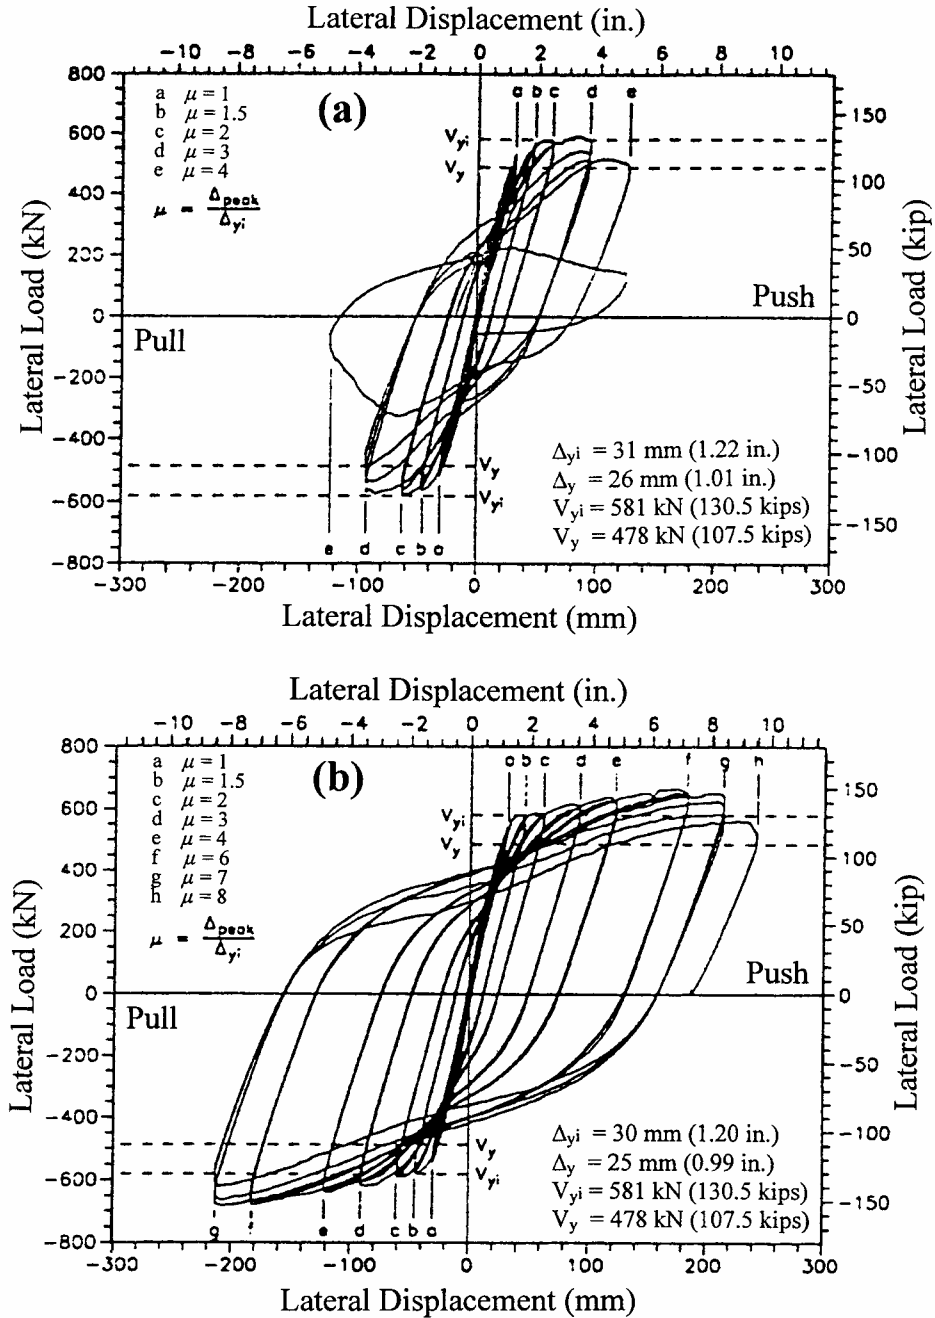 Lateral Displacement (in.)
-10 -8 -6 -4 -2 0 2 4 6 8 10
800
600
400
200
0
-200
-400
-600
-800
Lateral Load (kN)
a μ = 1
b μ = 1.5
c μ = 2
d μ = 3
e μ = 4
μ = Δpeak / Δyi
(a)
a b c d e
Vyi
Vy
Pull
Push
Vy
Vyi
e d c b a
Δyi = 31 mm (1.22 in.)
Δy = 26 mm (1.01 in.)
Vyi = 581 kN (130.5 kips)
Vy = 478 kN (107.5 kips)
150
100
50
0
-50
-100
-150
Lateral Load (kip)
-300 -200 -100 0 100 200 300
Lateral Displacement (mm)
Lateral Displacement (in.)
-10 -8 -6 -4 -2 0 2 4 6 8 10
800
600
400
200
0
-200
-400
-600
-800
Lateral Load (kN)
a μ = 1
b μ = 1.5
c μ = 2
d μ = 3
e μ = 4
f μ = 6
g μ = 7
h μ = 8
μ = Δpeak / Δyi
(b)
a b c d e f g h
Vyi
Vy
Pull
Push
Vy
Vyi
g f e d c b a
Δyi = 30 mm (1.20 in.)
Δy = 25 mm (0.99 in.)
Vyi = 581 kN (130.5 kips)
Vy = 478 kN (107.5 kips)
150
100
50
0
-50
-100
-150
Lateral Load (kip)
-300 -200 -100 0 100 200 300
Lateral Displacement (mm)